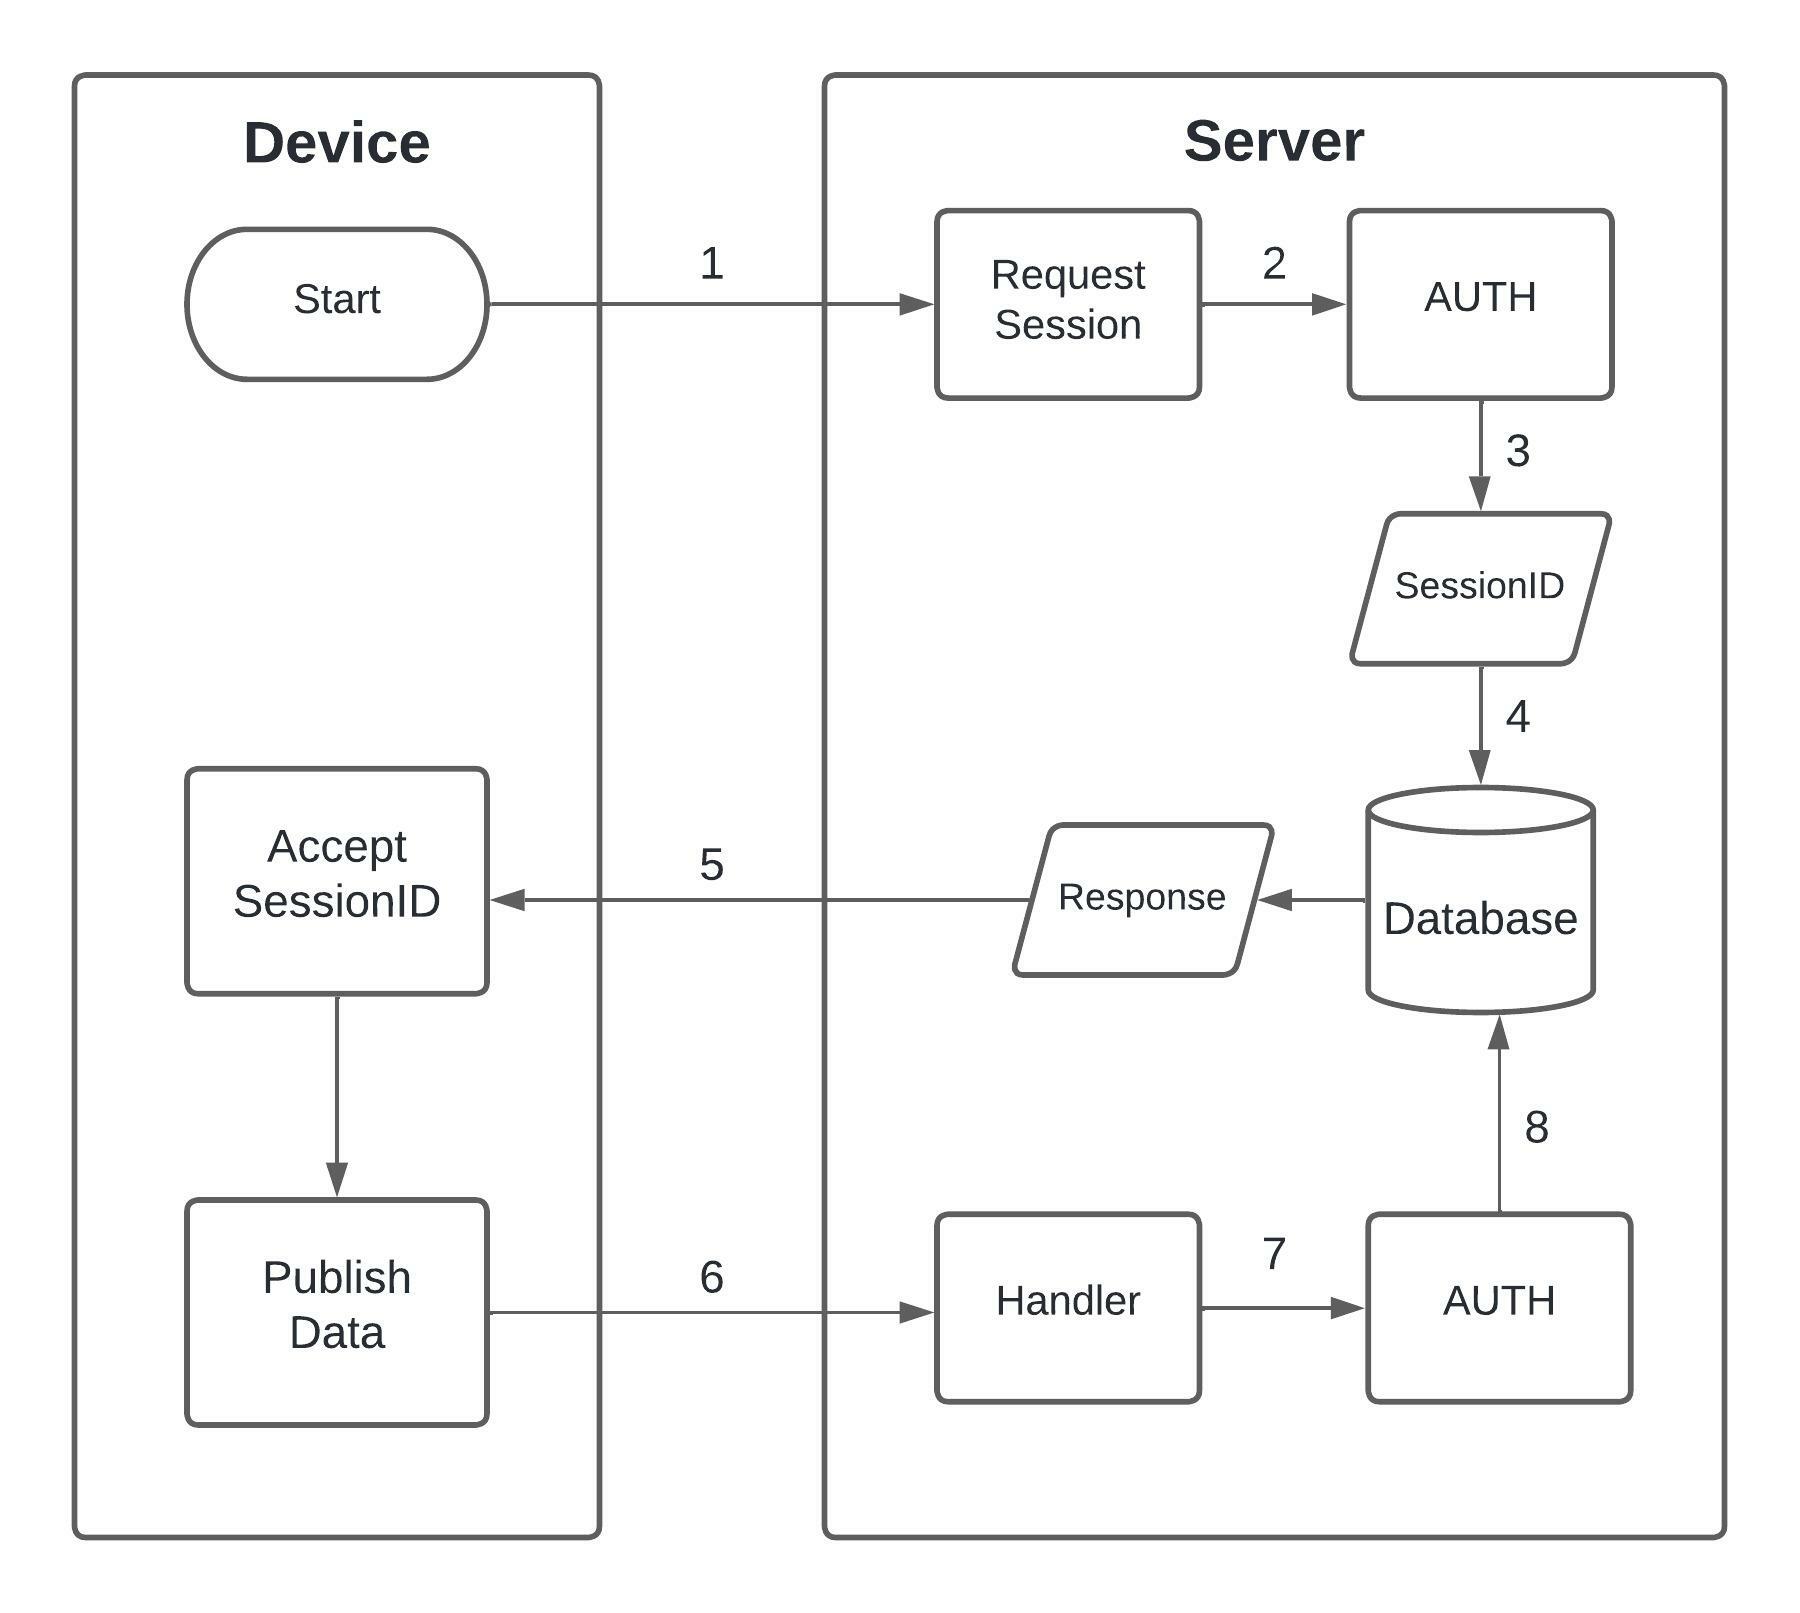 Device
Server
Start
1
Request
Session
2
AUTH
3
SessionID
4
Accept
SessionID
5
Response
Database
8
Publish
Data
6
Handler
7
AUTH